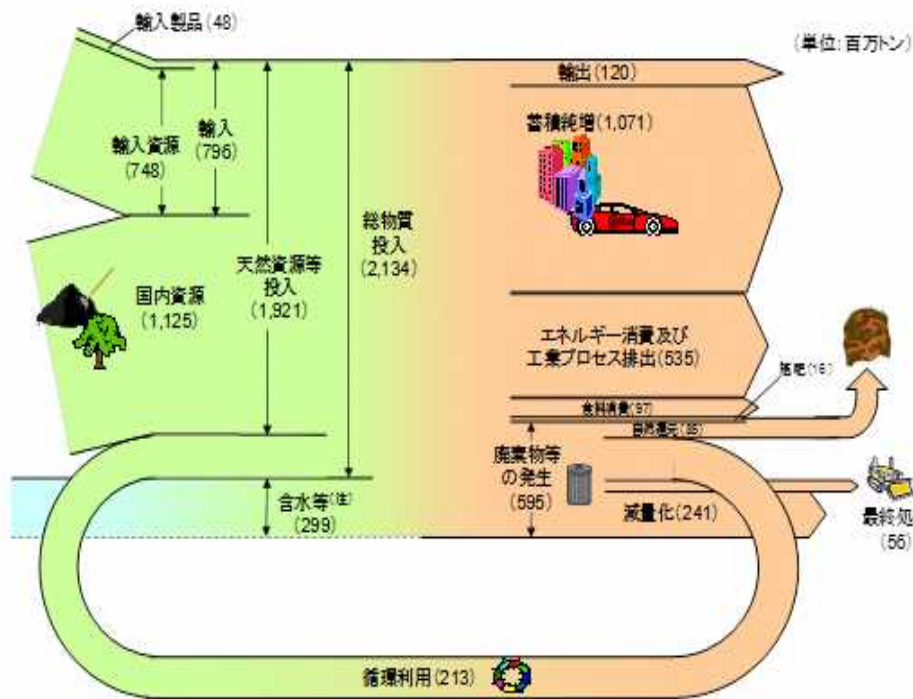 輸入製品(48)
(単位:百万トン)
輸出(120)
蓄積純増(1,071)
輸入
(796)
輸入資源
(748)
総物質
投入
(2,134)
天然資源等
投入
(1,921)
国内資源
(1,125)
エネルギー消費及び
工業プロセス排出(535)
施肥(16)
食料消費(97)
自然還元(85)
廃棄物等
の発生
(595)
含水等(注)
(299)
減量化(241)
最終処
(56)
循環利用(213)